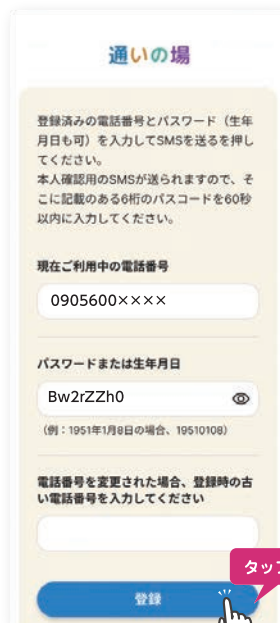 通いの場
登録済みの電話番号とパスワード（生年
月日も可）を入力してSMSを送るを押し
てください。
本人確認用のSMSが送られますので、そ
こに記載のある6桁のパスコードを60秒
以内に入力してください。
現在ご利用中の電話番号
0905600××××
パスワードまたは生年月日
Bw2rZZh0
（例：1951年1月8日の場合、19510108）
電話番号を変更された場合、登録時の古
い電話番号を入力してください
タップ
登録